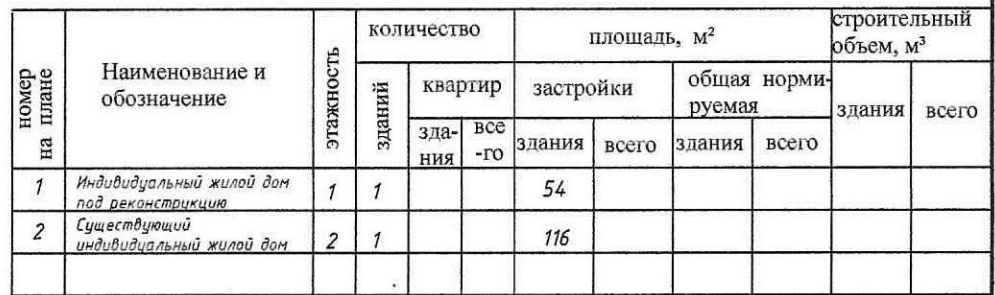 номер на плане
Наименование и
обозначение
этажность
количество
зданий
квартир
зда-
ния
все
-го
площадь, м²
застройки
здания
всего
общая норми-
руемая
здания
всего
строительный
объем, м³
здания
всего
1
Индивидуальный жилой дом
под реконструкцию
1
1
54
2
Существующий
индивидуальный жилой дом
2
1
116